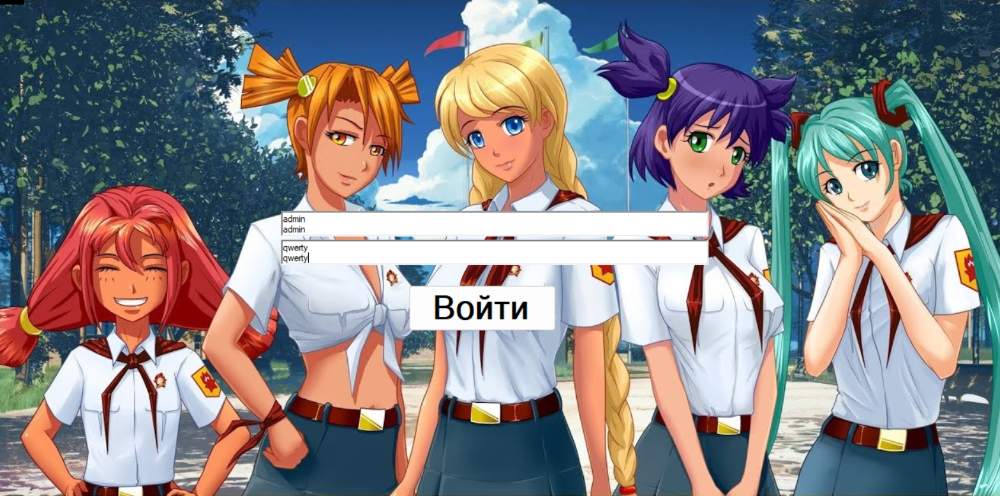 admin
admin
qwerty
qwerty
Войти